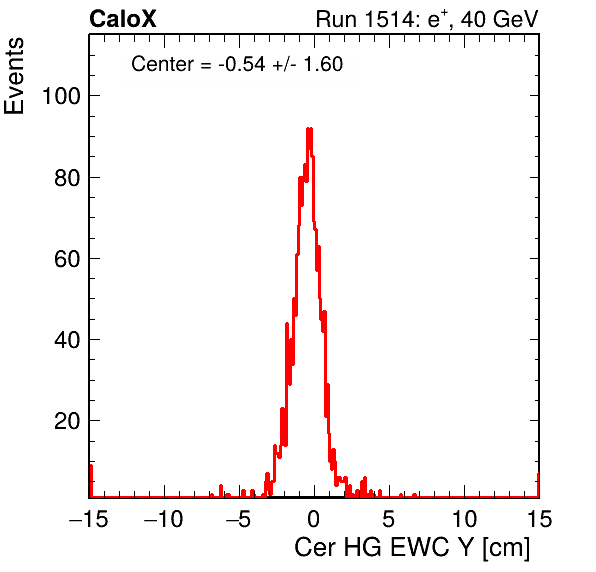 CaloX Run 1514: e⁺, 40 GeV
Center = -0.54 +/- 1.60
Events
100
80
60
40
20
−15 −10 −5 0 5 10 15
Cer HG EWC Y [cm]